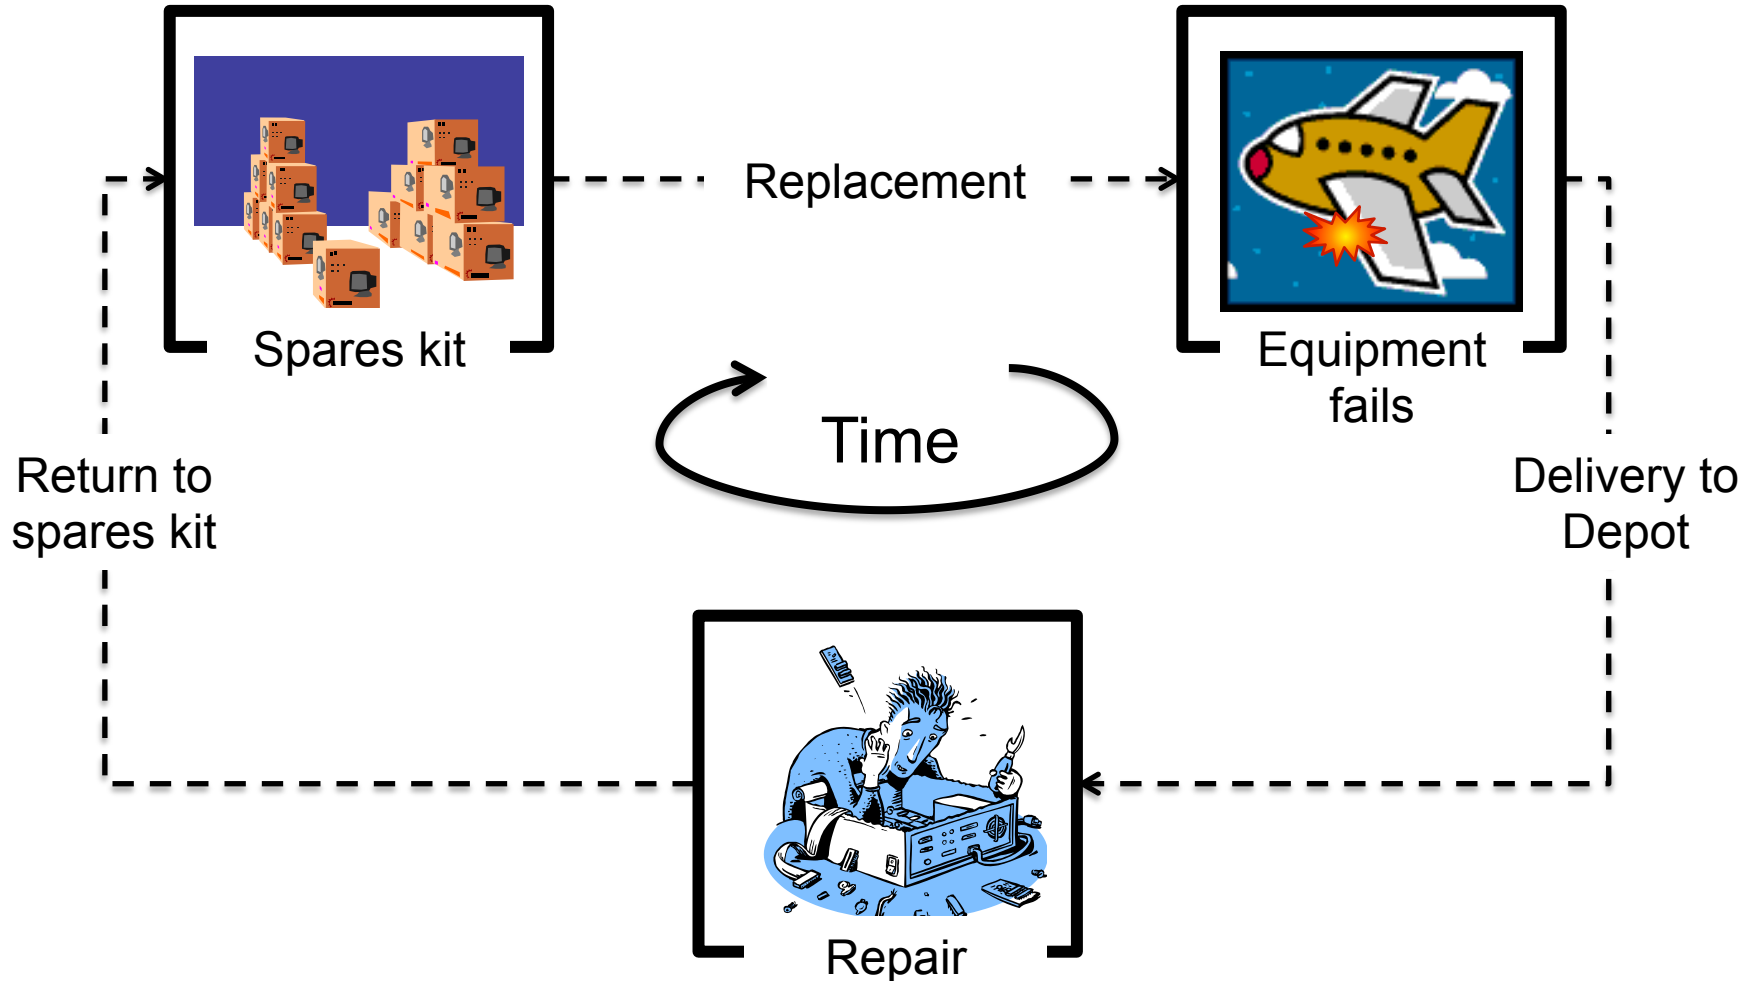 Replacement
Spares kit
Equipment
fails
Time
Return to
spares kit
Delivery to
Depot
Repair